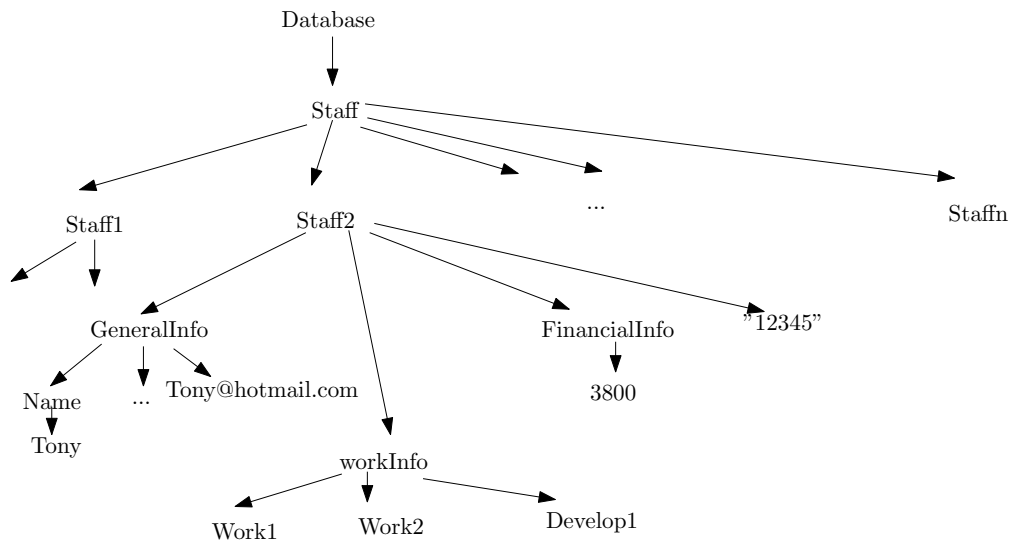 Database
Staff
...
Staffn
Staff1
Staff2
GeneralInfo
FinancialInfo
"12345"
Name
...
Tony@hotmail.com
3800
Tony
workInfo
Work1
Work2
Develop1